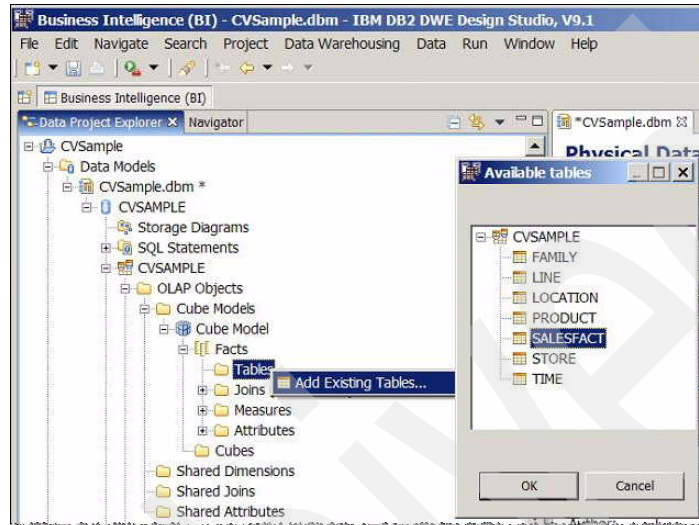 Business Intelligence (BI) - CVSample.dbm - IBM DB2 DWE Design Studio, V9.1
File Edit Navigate Search Project Data Warehousing Data Run Window Help
Business Intelligence (BI)
Data Project Explorer Navigator *CVSample.dbm
CVSample
Physical Data
Data Models
Available tables
CVSample.dbm *
CVSAMPLE
Storage Diagrams
SQL Statements
CVSAMPLE
OLAP Objects
Cube Models
Cube Model
Facts
Tables
Add Existing Tables...
Joins
Measures
Attributes
Cubes
Shared Dimensions
Shared Joins
Shared Attributes
CVSAMPLE
FAMILY
LINE
LOCATION
PRODUCT
SALESFACT
STORE
TIME
OK Cancel